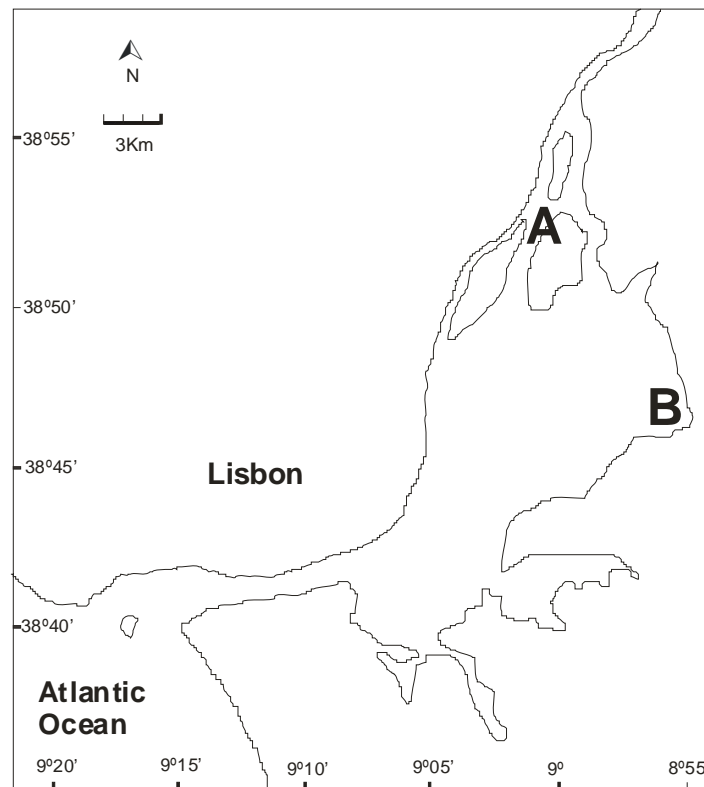 N
3Km
38º55'
A
38º50'
B
38º45'
Lisbon
38º40'
Atlantic
Ocean
9º20' 9º15' 9º10' 9º05' 9º 8º55'